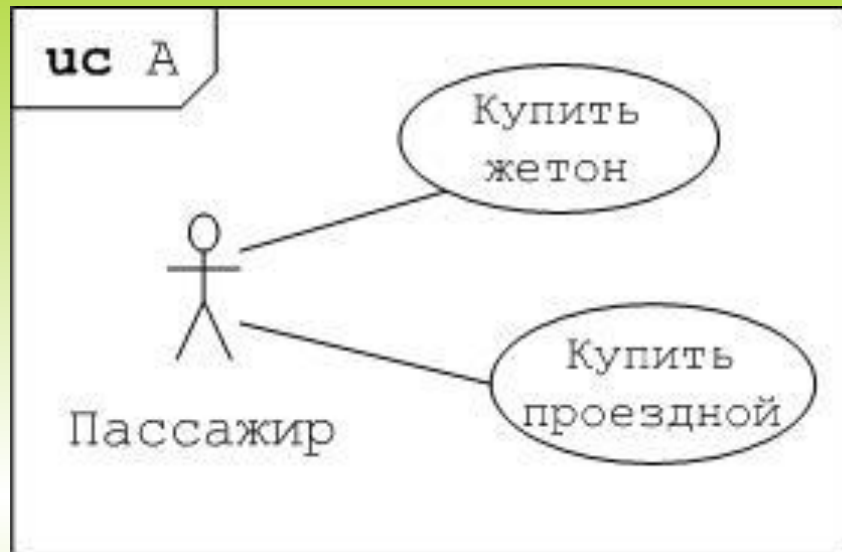 uc A
Купить
жетон
Купить
проездной
Пассажир